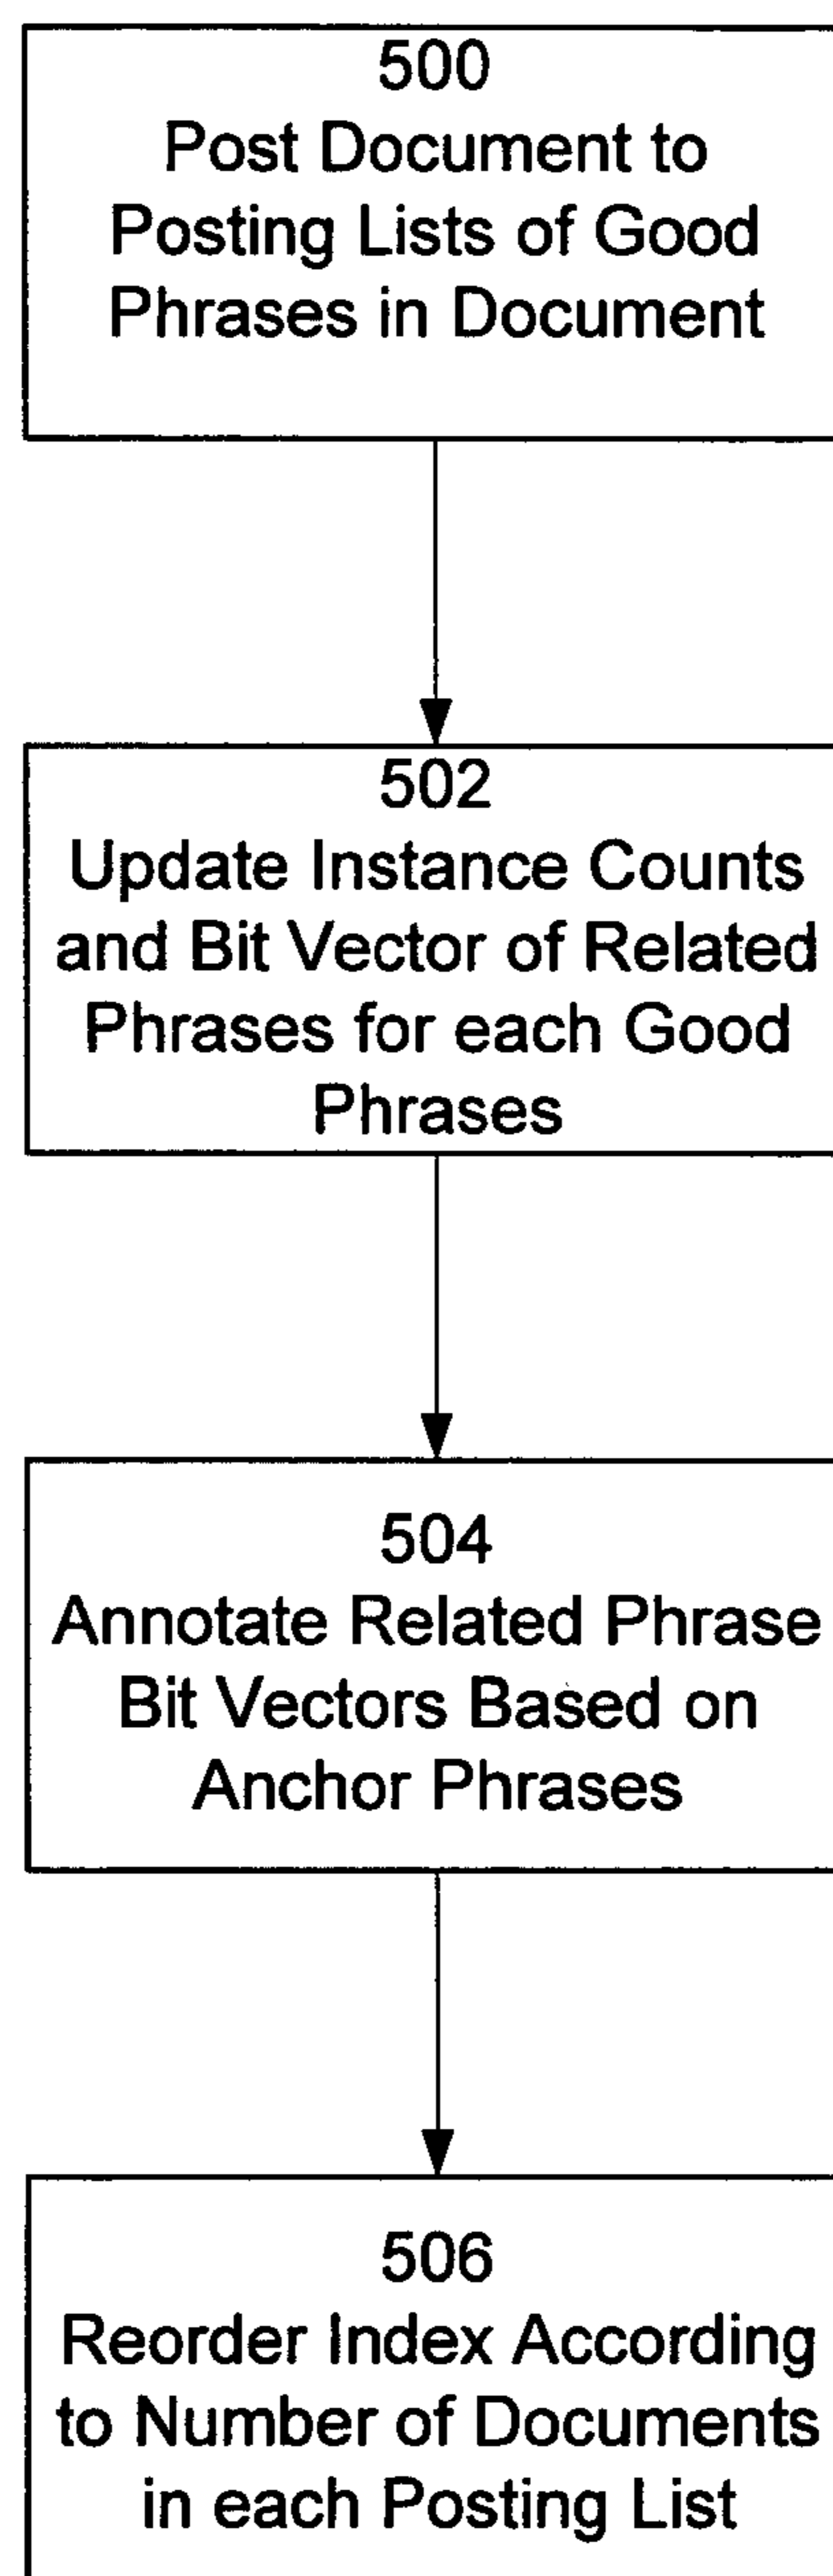 500
Post Document to
Posting Lists of Good
Phrases in Document
502
Update Instance Counts
and Bit Vector of Related
Phrases for each Good
Phrases
504
Annotate Related Phrase
Bit Vectors Based on
Anchor Phrases
506
Reorder Index According
to Number of Documents
in each Posting List